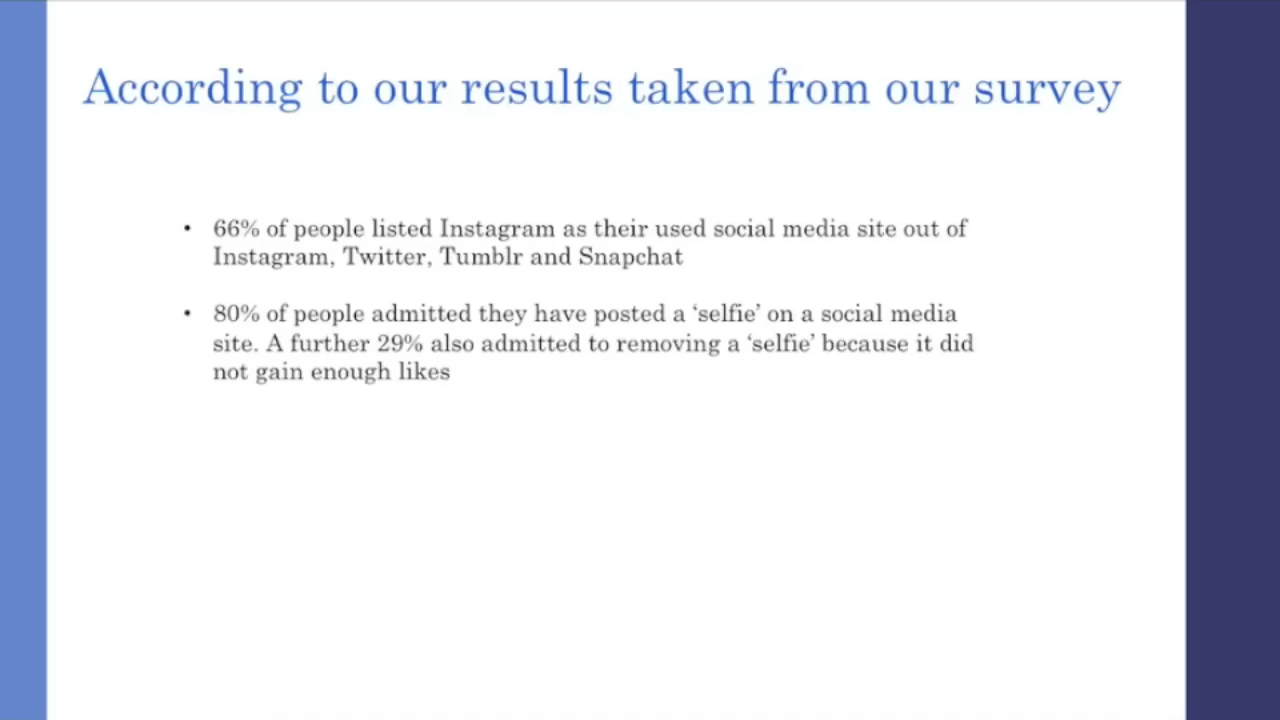 According to our results taken from our survey
• 66% of people listed Instagram as their used social media site out of
Instagram, Twitter, Tumblr and Snapchat
• 80% of people admitted they have posted a ‘selfie’ on a social media
site. A further 29% also admitted to removing a ‘selfie’ because it did
not gain enough likes